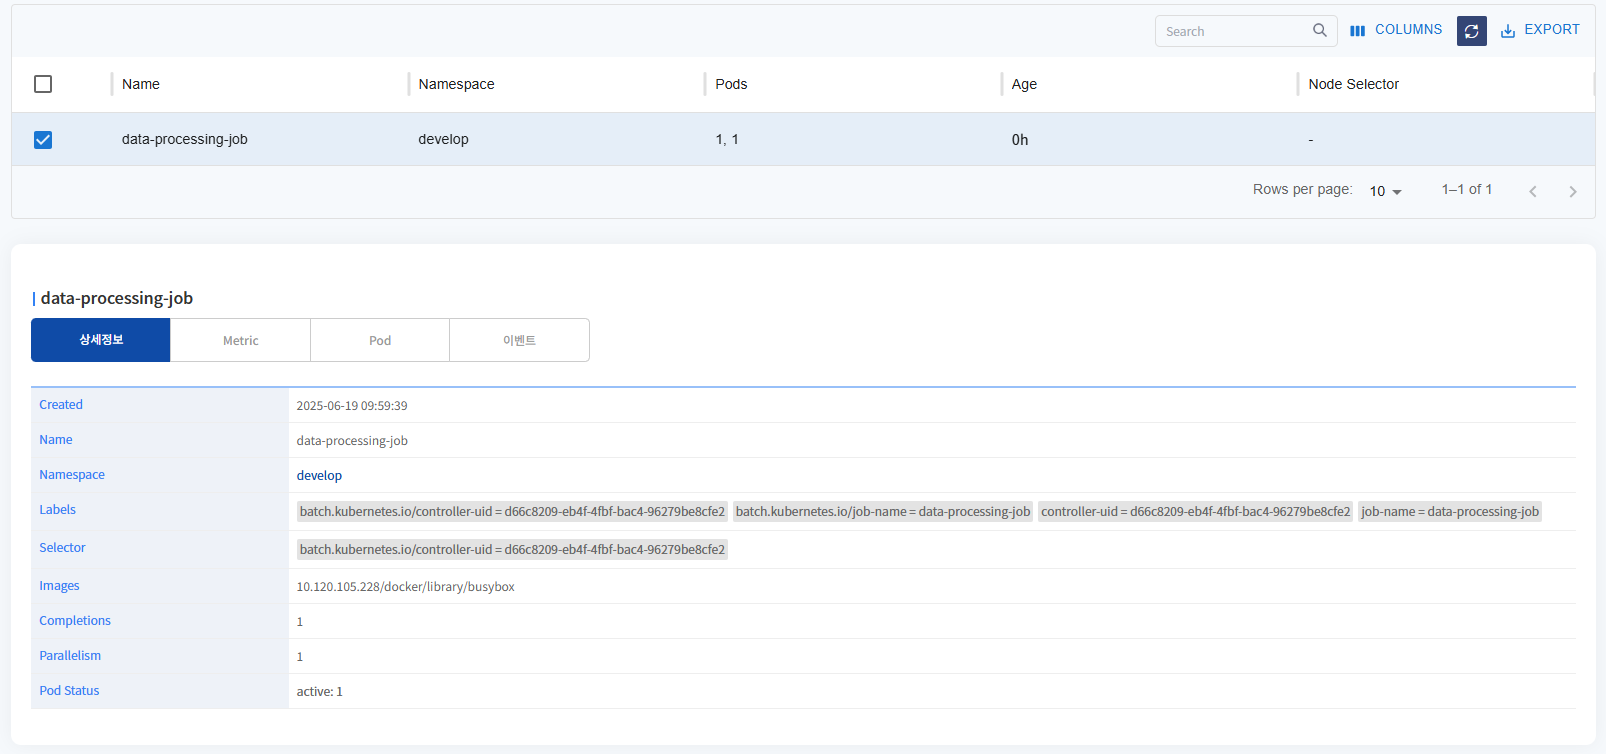 Search COLUMNS EXPORT
Name Namespace Pods Age Node Selector
data-processing-job develop 1, 1 0h -
Rows per page: 10 1–1 of 1
data-processing-job
상세정보 Metric Pod 이벤트
Created 2025-06-19 09:59:39
Name data-processing-job
Namespace develop
Labels batch.kubernetes.io/controller-uid = d66c8209-eb4f-4fbf-bac4-96279be8cfe2 batch.kubernetes.io/job-name = data-processing-job controller-uid = d66c8209-eb4f-4fbf-bac4-96279be8cfe2 job-name = data-processing-job
Selector batch.kubernetes.io/controller-uid = d66c8209-eb4f-4fbf-bac4-96279be8cfe2
Images 10.120.105.228/docker/library/busybox
Completions 1
Parallelism 1
Pod Status active: 1